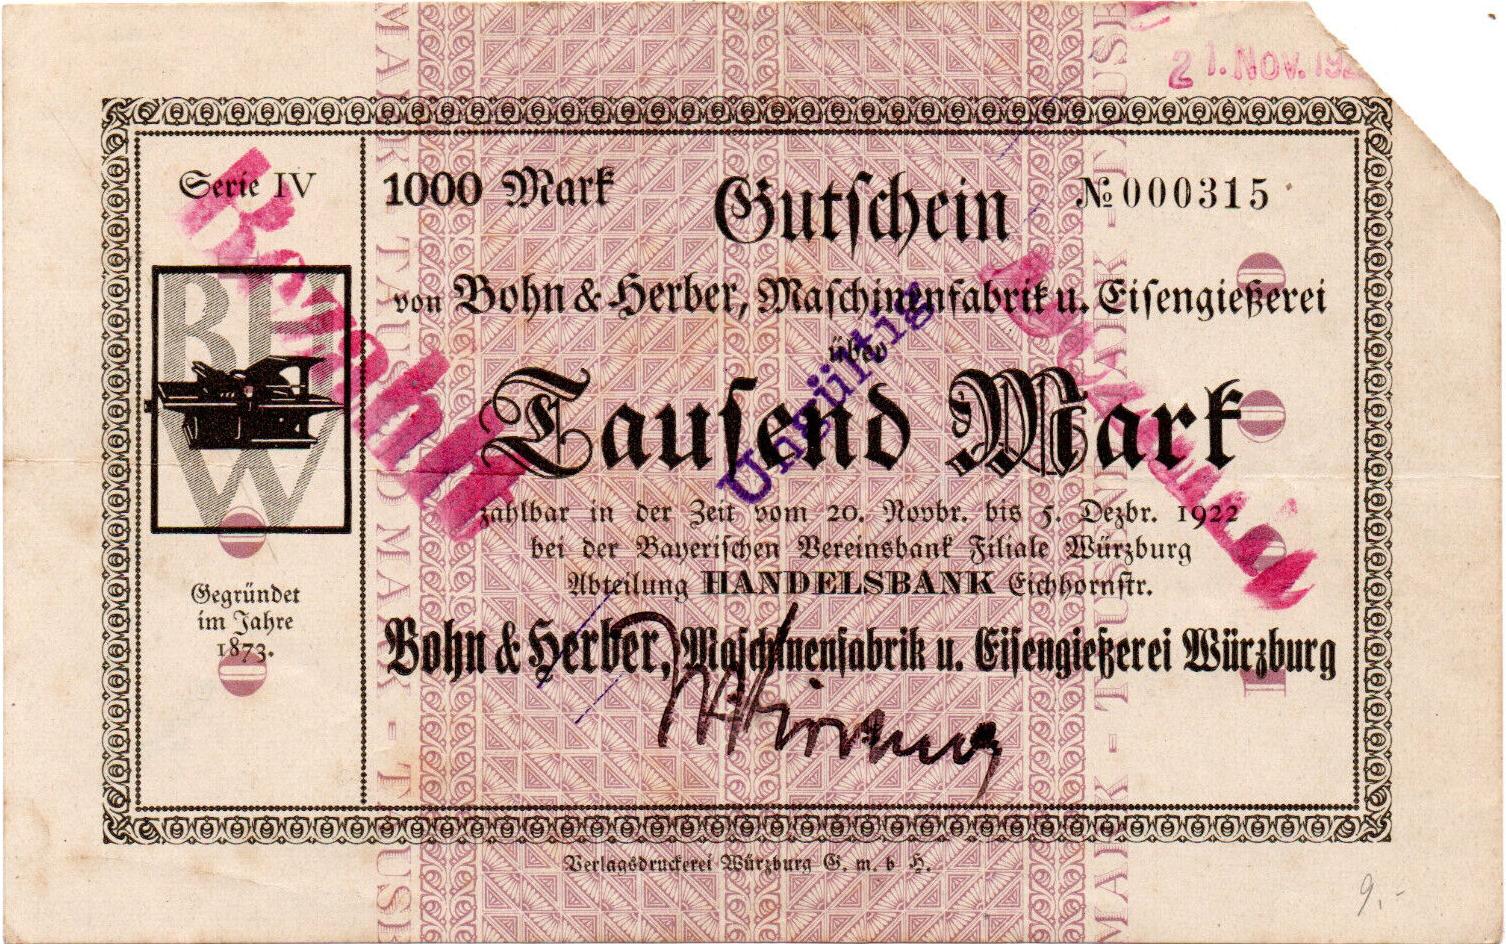 21. NOV. 192
Serie IV
1000 Mark
Gutschein
№ 000315
von Bohn & Herber, Maschinenfabrik u. Eisengießerei
über
Tausend Mark
Ungültig
zahlbar in der Zeit vom 20. Novbr. bis 5. Dezbr. 1922
bei der Bayerischen Vereinsbank Filiale Würzburg
Abteilung HANDELSBANK Eichhornstr.
Bohn & Herber, Maschinenfabrik u. Eisengießerei Würzburg
BH
W
Gegründet
im Jahre
1873.
Verlagsdruckerei Würzburg G. m. b. H.
9.-